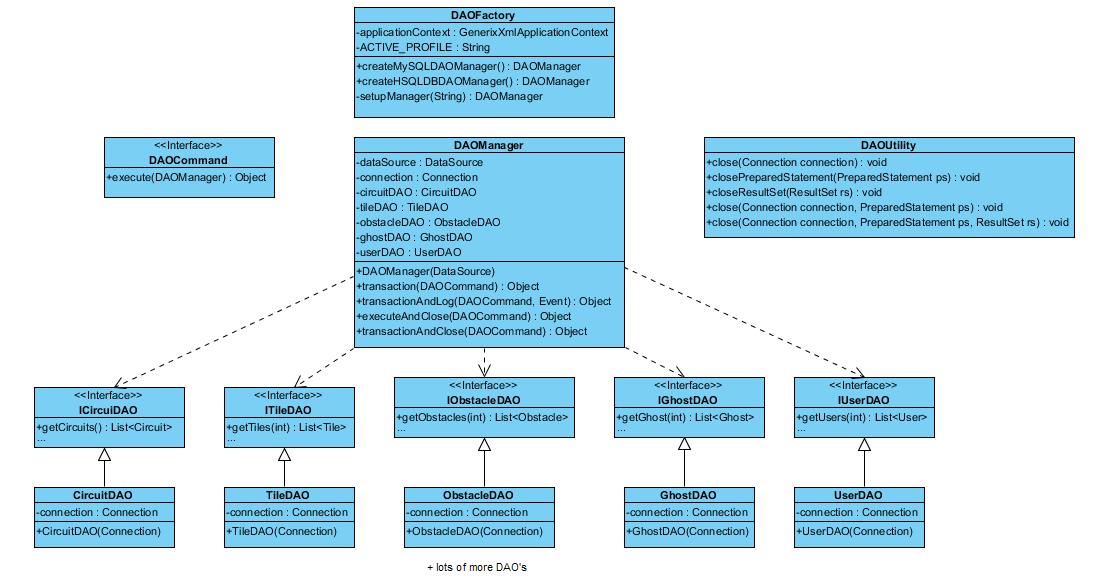 DAOFactory
-applicationContext : GenerixXmlApplicationContext
-ACTIVE_PROFILE : String
+createMySQLDAOManager() : DAOManager
+createHSQLDBDAOManager() : DAOManager
-setupManager(String) : DAOManager
<<Interface>>
DAOCommand
+execute(DAOManager) : Object
DAOManager
-dataSource : DataSource
-connection : Connection
-circuitDAO : CircuitDAO
-tileDAO : TileDAO
-obstacleDAO : ObstacleDAO
-ghostDAO : GhostDAO
-userDAO : UserDAO
+DAOManager(DataSource)
+transaction(DAOCommand) : Object
+transactionAndLog(DAOCommand, Event) : Object
+executeAndClose(DAOCommand) : Object
+transactionAndClose(DAOCommand) : Object
DAOUtility
+close(Connection connection) : void
+closePreparedStatement(PreparedStatement ps) : void
+closeResultSet(ResultSet rs) : void
+close(Connection connection, PreparedStatement ps) : void
+close(Connection connection, PreparedStatement ps, ResultSet rs) : void
<<Interface>>
ICircuiDAO
+getCircuits() : List<Circuit>
...
<<Interface>>
ITileDAO
+getTiles(int) : List<Tile>
...
<<Interface>>
IObstacleDAO
+getObstacles(int) : List<Obstacle>
...
<<Interface>>
IGhostDAO
+getGhost(int) : List<Ghost>
...
<<Interface>>
IUserDAO
+getUsers(int) : List<User>
...
CircuitDAO
-connection : Connection
+CircuitDAO(Connection)
TileDAO
-connection : Connection
+TileDAO(Connection)
ObstacleDAO
-connection : Connection
+ObstacleDAO(Connection)
GhostDAO
-connection : Connection
+GhostDAO(Connection)
UserDAO
-connection : Connection
+UserDAO(Connection)
+ lots of more DAO's